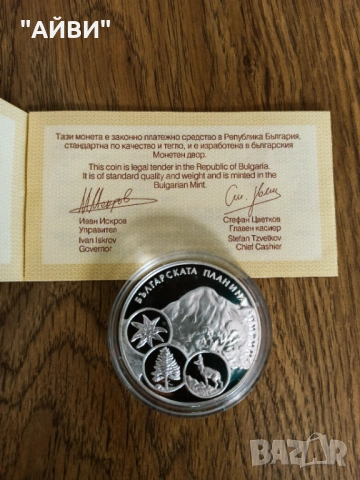 "АЙВИ"
Тази монета е законно платежно средство в Република България,
стандартна по качество и тегло, и е изработена в българския
Монетен двор.
This coin is legal tender in the Republic of Bulgaria.
It is of standard quality and weight and is minted in the
Bulgarian Mint.
Иван Искров
Управител
Ivan Iskrov
Governor
Стефан Цветков
Главен касиер
Stefan Tzvetkov
Chief Cashier
БЪЛГАРСКАТА ПЛАНИНА
BAZAR
bg